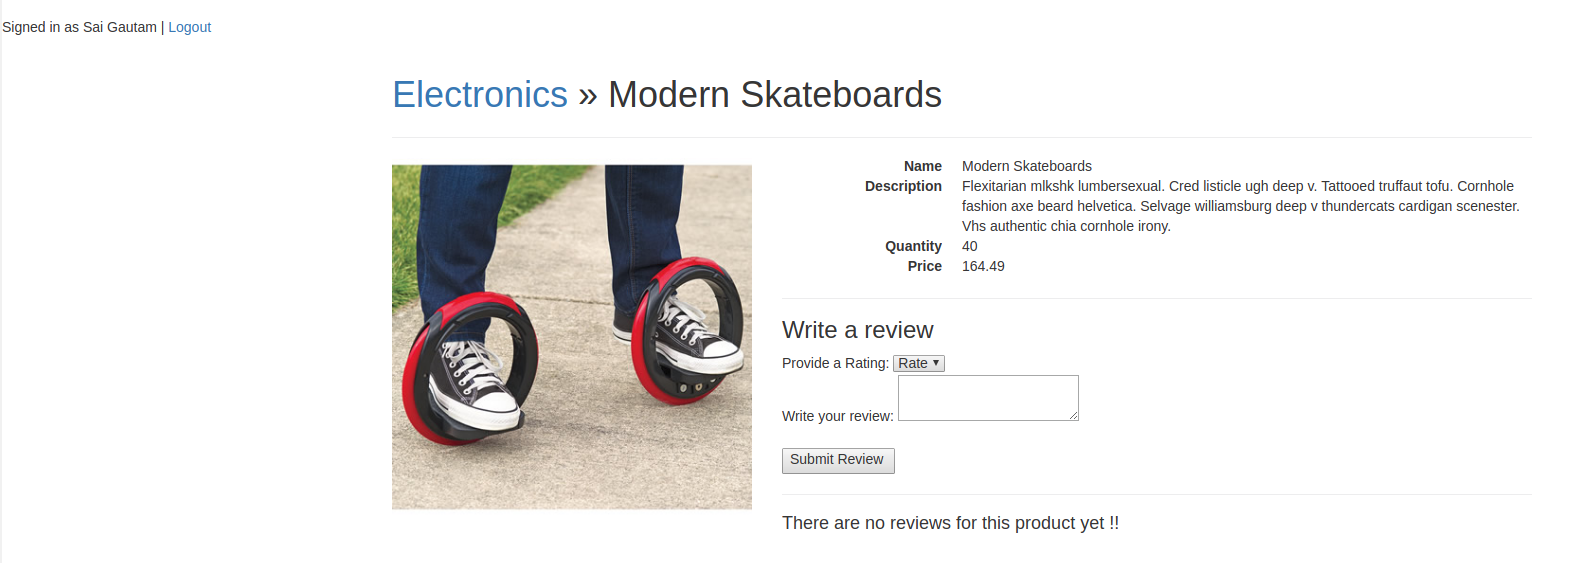 Signed in as Sai Gautam | Logout
Electronics » Modern Skateboards
Name Modern Skateboards
Description Flexitarian mlkshk lumbersexual. Cred listicle ugh deep v. Tattooed truffaut tofu. Cornhole
fashion axe beard helvetica. Selvage williamsburg deep v thundercats cardigan scenester.
Vhs authentic chia cornhole irony.
Quantity 40
Price 164.49
Write a review
Provide a Rating: Rate
Write your review:
Submit Review
There are no reviews for this product yet !!